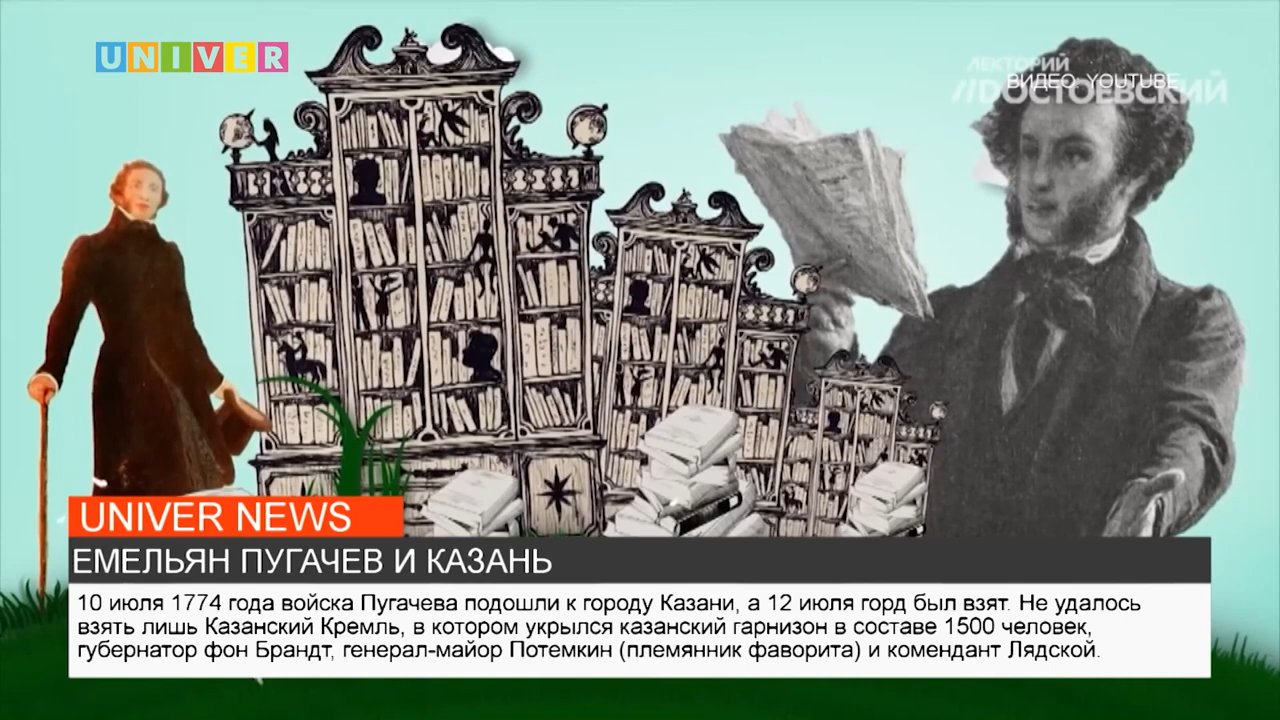 UNIVER
ЛЕКТОРИЙ
ВИДЕО: YOUTUBE
//ДОСТОЕВСКИЙ
UNIVER NEWS
ЕМЕЛЬЯН ПУГАЧЕВ И КАЗАНЬ
10 июля 1774 года войска Пугачева подошли к городу Казани, а 12 июля горд был взят. Не удалось
взять лишь Казанский Кремль, в котором укрылся казанский гарнизон в составе 1500 человек,
губернатор фон Брандт, генерал-майор Потемкин (племянник фаворита) и комендант Лядской.